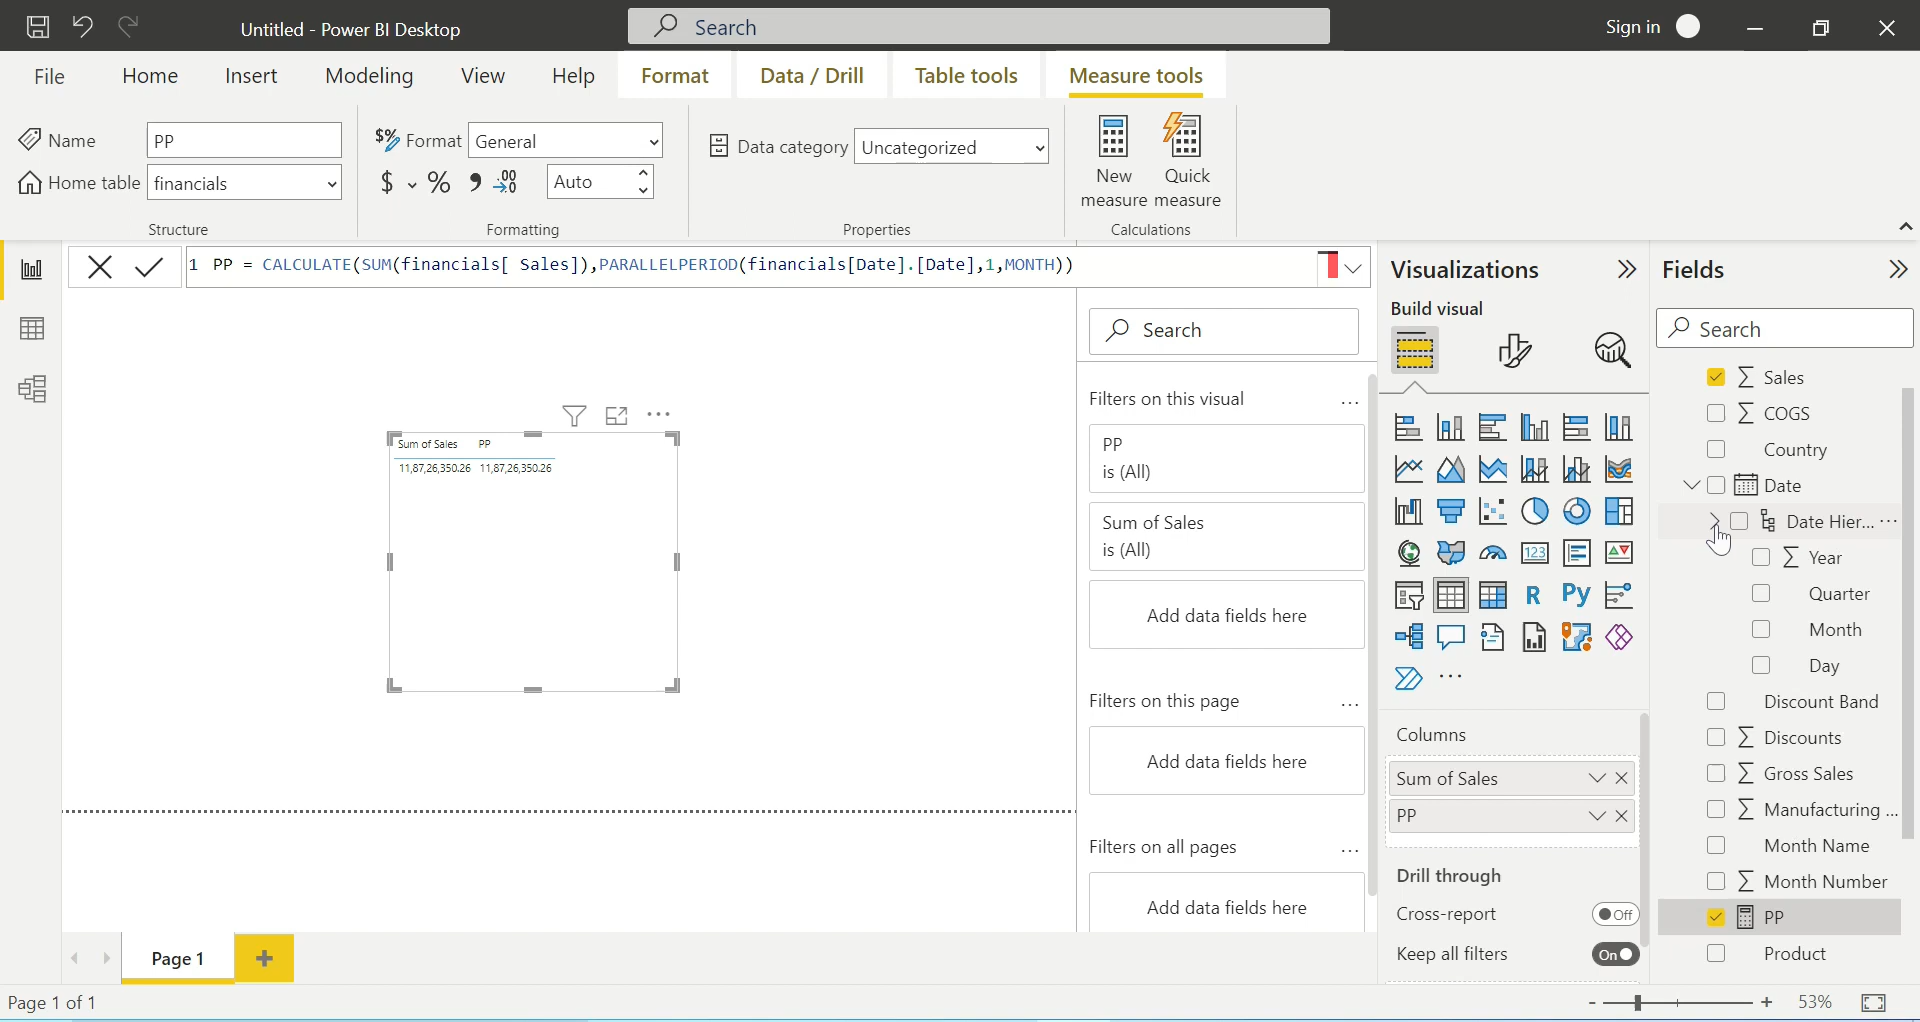 Untitled - Power BI Desktop
Search
Sign in
File
Home
Insert
Modeling
View
Help
Format
Data / Drill
Table tools
Measure tools
Name
PP
Home table
financials
Structure
$% Format
General
$ % 9 .00 →.0
Auto
Formatting
Data category
Uncategorized
Properties
New measure
Quick measure
Calculations
1 PP = CALCULATE(SUM(financials[ Sales]),PARALLELPERIOD(financials[Date].[Date],1,MONTH))
Sum of Sales PP
11,87,26,350.26 11,87,26,350.26
Search
Filters on this visual
...
PP
is (All)
Sum of Sales
is (All)
Add data fields here
Filters on this page
...
Add data fields here
Filters on all pages
...
Add data fields here
Visualizations
Build visual
123
R
Py
...
Columns
Sum of Sales
PP
Drill through
Cross-report
Off
Keep all filters
On
Fields
Search
Sales
COGS
Country
Date
Date Hier... ...
Year
Quarter
Month
Day
Discount Band
Discounts
Gross Sales
Manufacturing ...
Month Name
Month Number
PP
Product
Page 1
+
Page 1 of 1
- + 53%